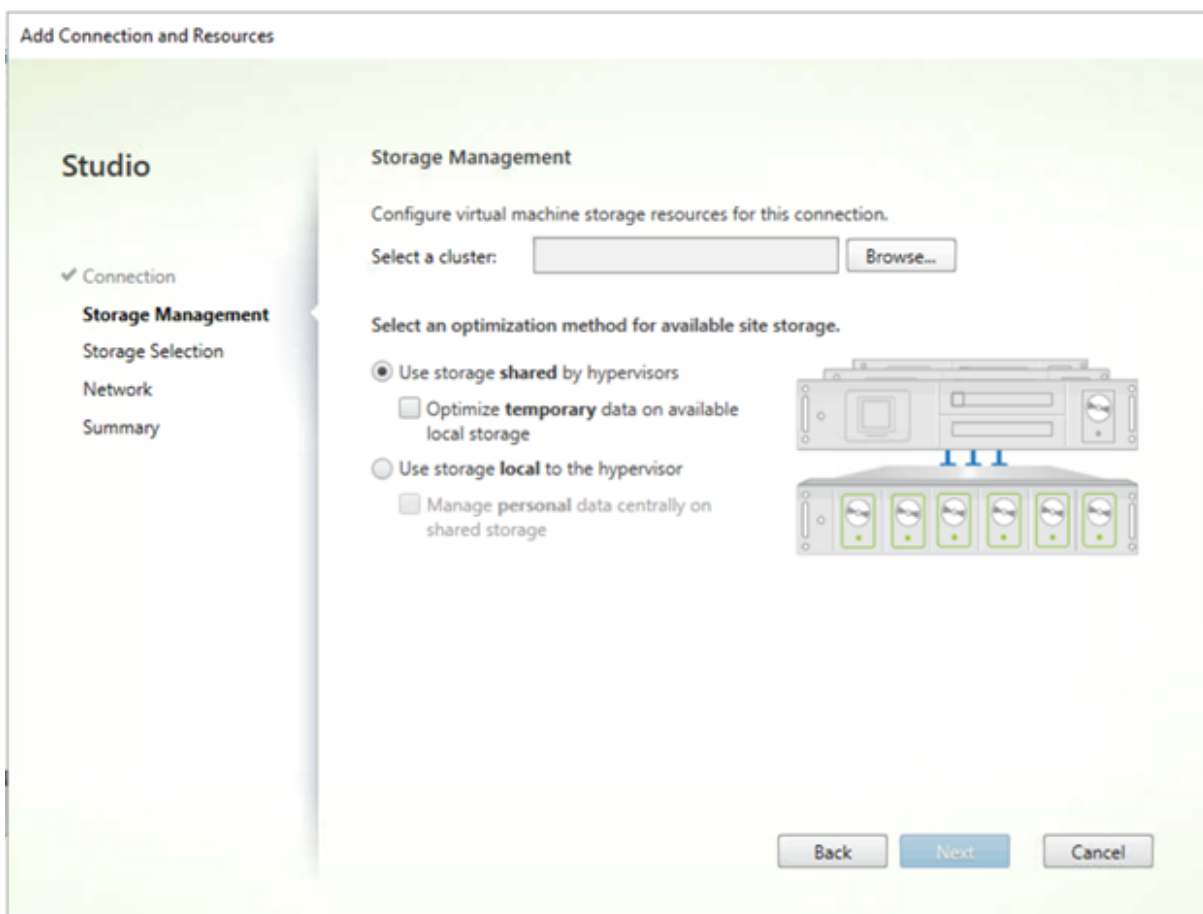 Add Connection and Resources
Studio
✔ Connection
Storage Management
Storage Selection
Network
Summary
Storage Management
Configure virtual machine storage resources for this connection.
Select a cluster:
Browse...
Select an optimization method for available site storage.
Use storage shared by hypervisors
Optimize temporary data on available
local storage
Use storage local to the hypervisor
Manage personal data centrally on
shared storage
Back
Next
Cancel